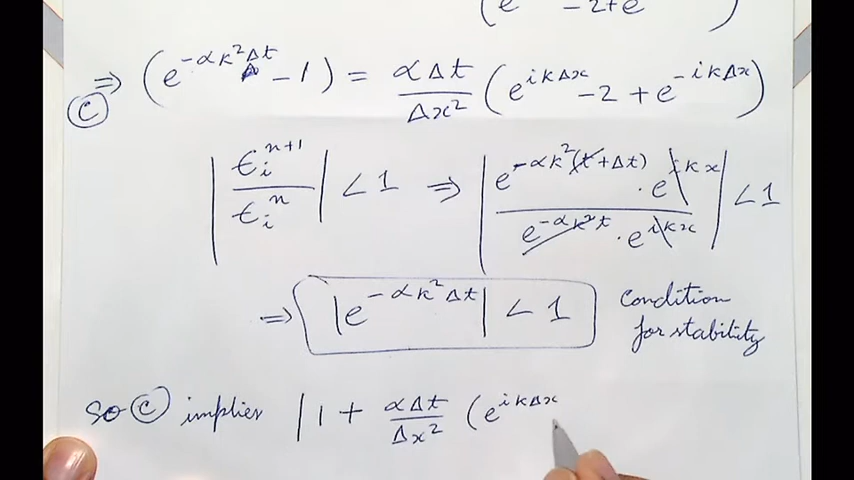 (e − 2 + e )
⇒ (e^{-αk²Δt} − 1) = αΔt/Δx² (e^{ikΔx} − 2 + e^{-ikΔx})
Ⓒ
|ϵ_i^{n+1}/ϵ_i^n| < 1 ⇒ |e^{-αk²(t+Δt)} · e^{ikx} / e^{-αk²t} · e^{ikx}| < 1
⇒ |e^{-αk²Δt}| < 1 Condition
for stability
So Ⓒ implies |1 + αΔt/Δx² (e^{ikΔx}